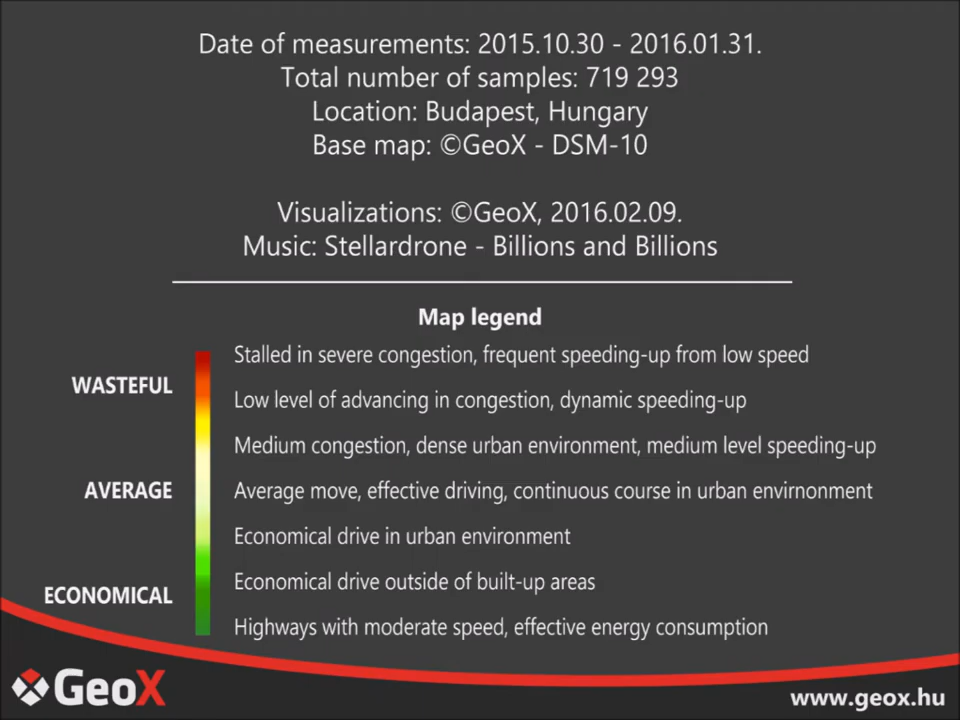 Date of measurements: 2015.10.30 - 2016.01.31.
Total number of samples: 719 293
Location: Budapest, Hungary
Base map: ©GeoX - DSM-10
Visualizations: ©GeoX, 2016.02.09.
Music: Stellardrone - Billions and Billions
Map legend
Stalled in severe congestion, frequent speeding-up from low speed
WASTEFUL
Low level of advancing in congestion, dynamic speeding-up
Medium congestion, dense urban environment, medium level speeding-up
AVERAGE
Average move, effective driving, continuous course in urban envirnonment
Economical drive in urban environment
Economical drive outside of built-up areas
ECONOMICAL
Highways with moderate speed, effective energy consumption
GeoX
www.geox.hu